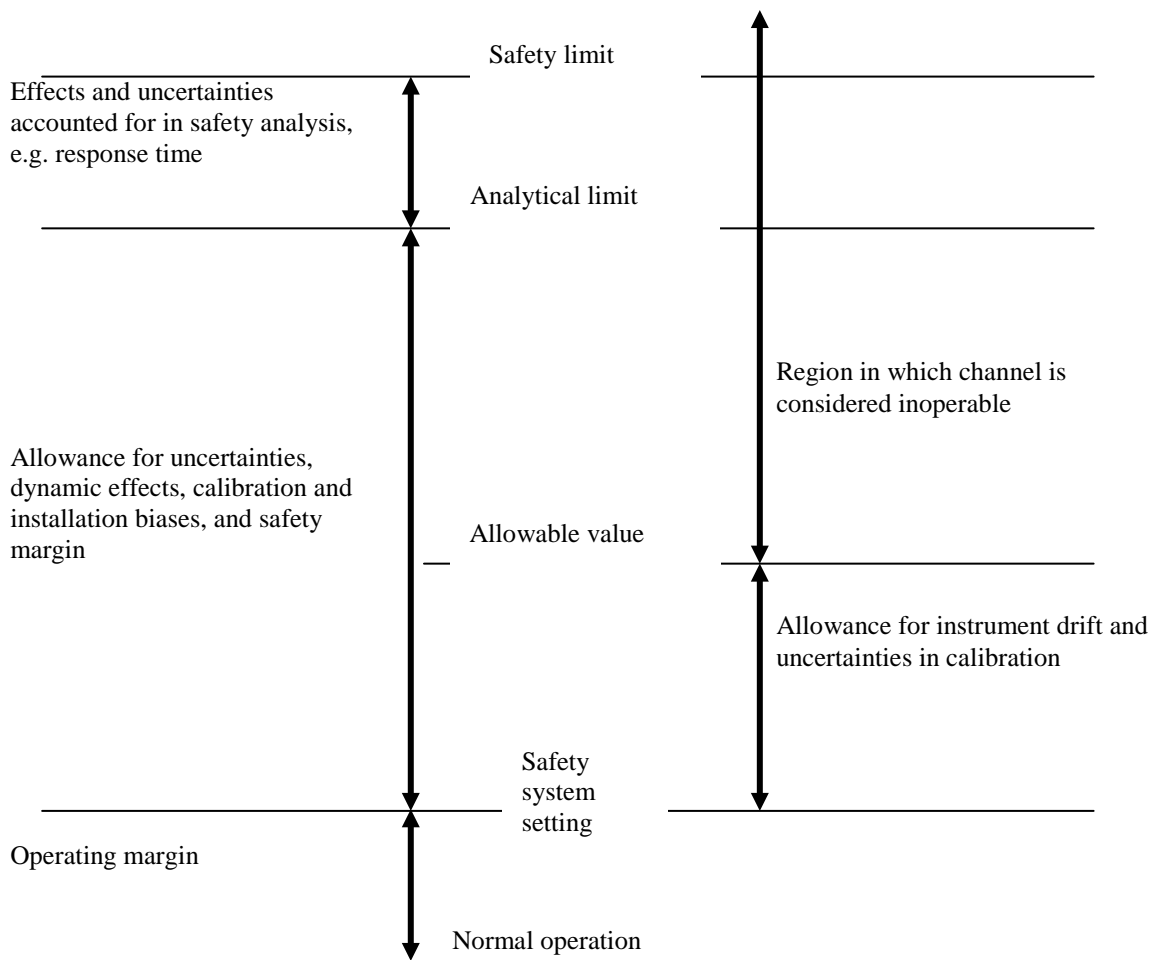 Safety limit
Effects and uncertainties
accounted for in safety analysis,
e.g. response time
Analytical limit
Region in which channel is
considered inoperable
Allowance for uncertainties,
dynamic effects, calibration and
installation biases, and safety
margin
Allowable value
Allowance for instrument drift and
uncertainties in calibration
Safety
system
setting
Operating margin
Normal operation